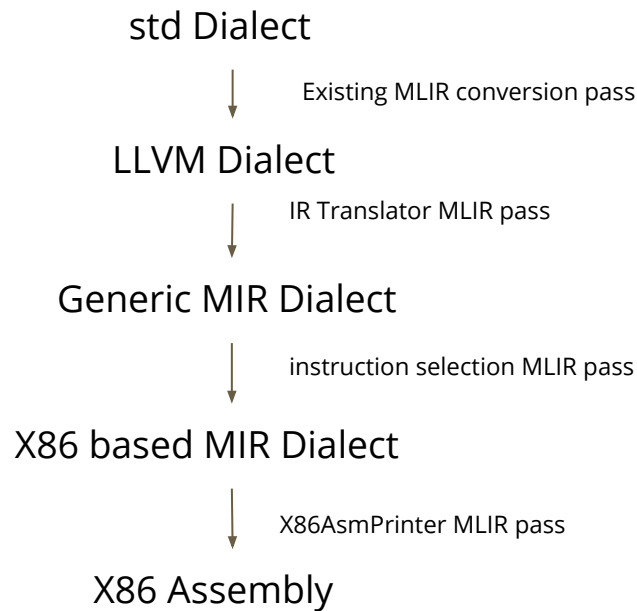 std Dialect
Existing MLIR conversion pass
LLVM Dialect
IR Translator MLIR pass
Generic MIR Dialect
instruction selection MLIR pass
X86 based MIR Dialect
X86AsmPrinter MLIR pass
X86 Assembly